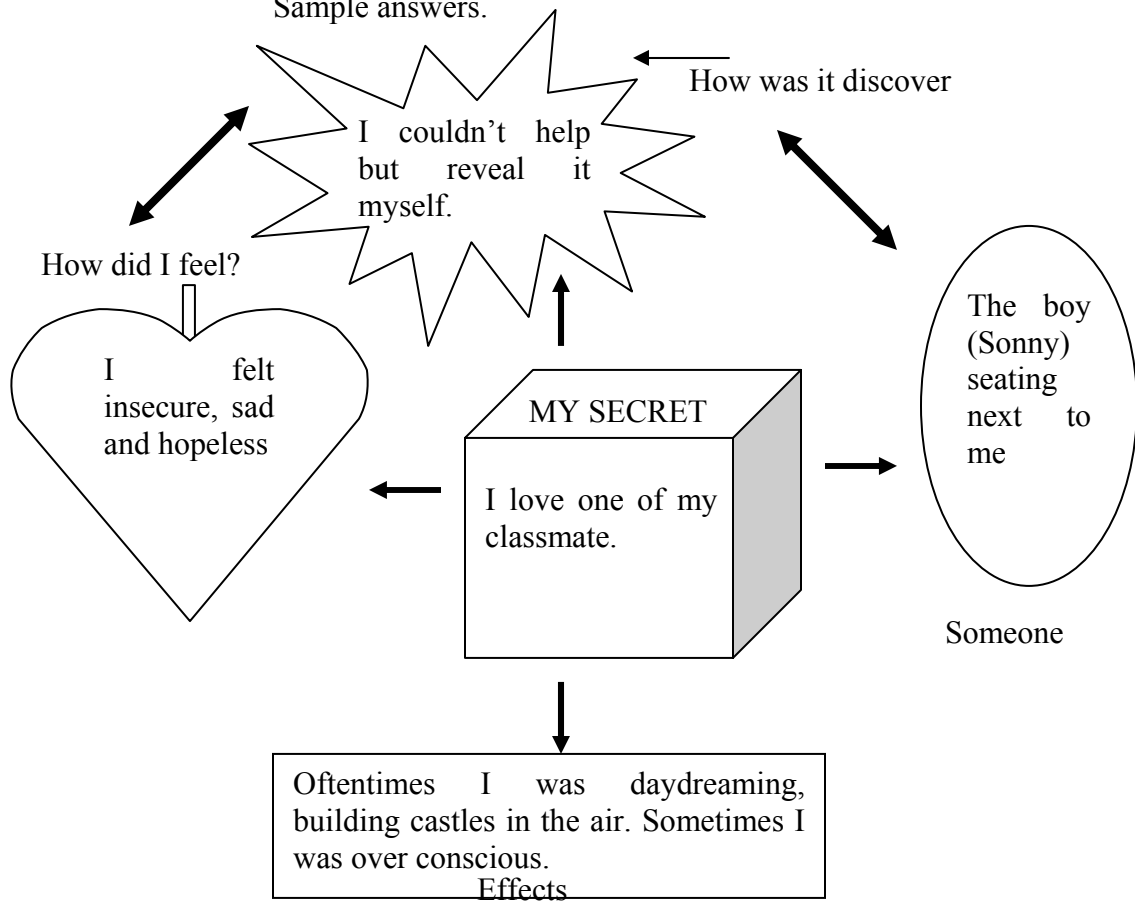 Sample answers.
How was it discover
I couldn’t help
but reveal it
myself.
How did I feel?
I felt
insecure, sad
and hopeless
MY SECRET
I love one of my
classmate.
The boy
(Sonny)
seating
next to
me
Someone
Oftentimes I was daydreaming,
building castles in the air. Sometimes I
was over conscious.
Effects